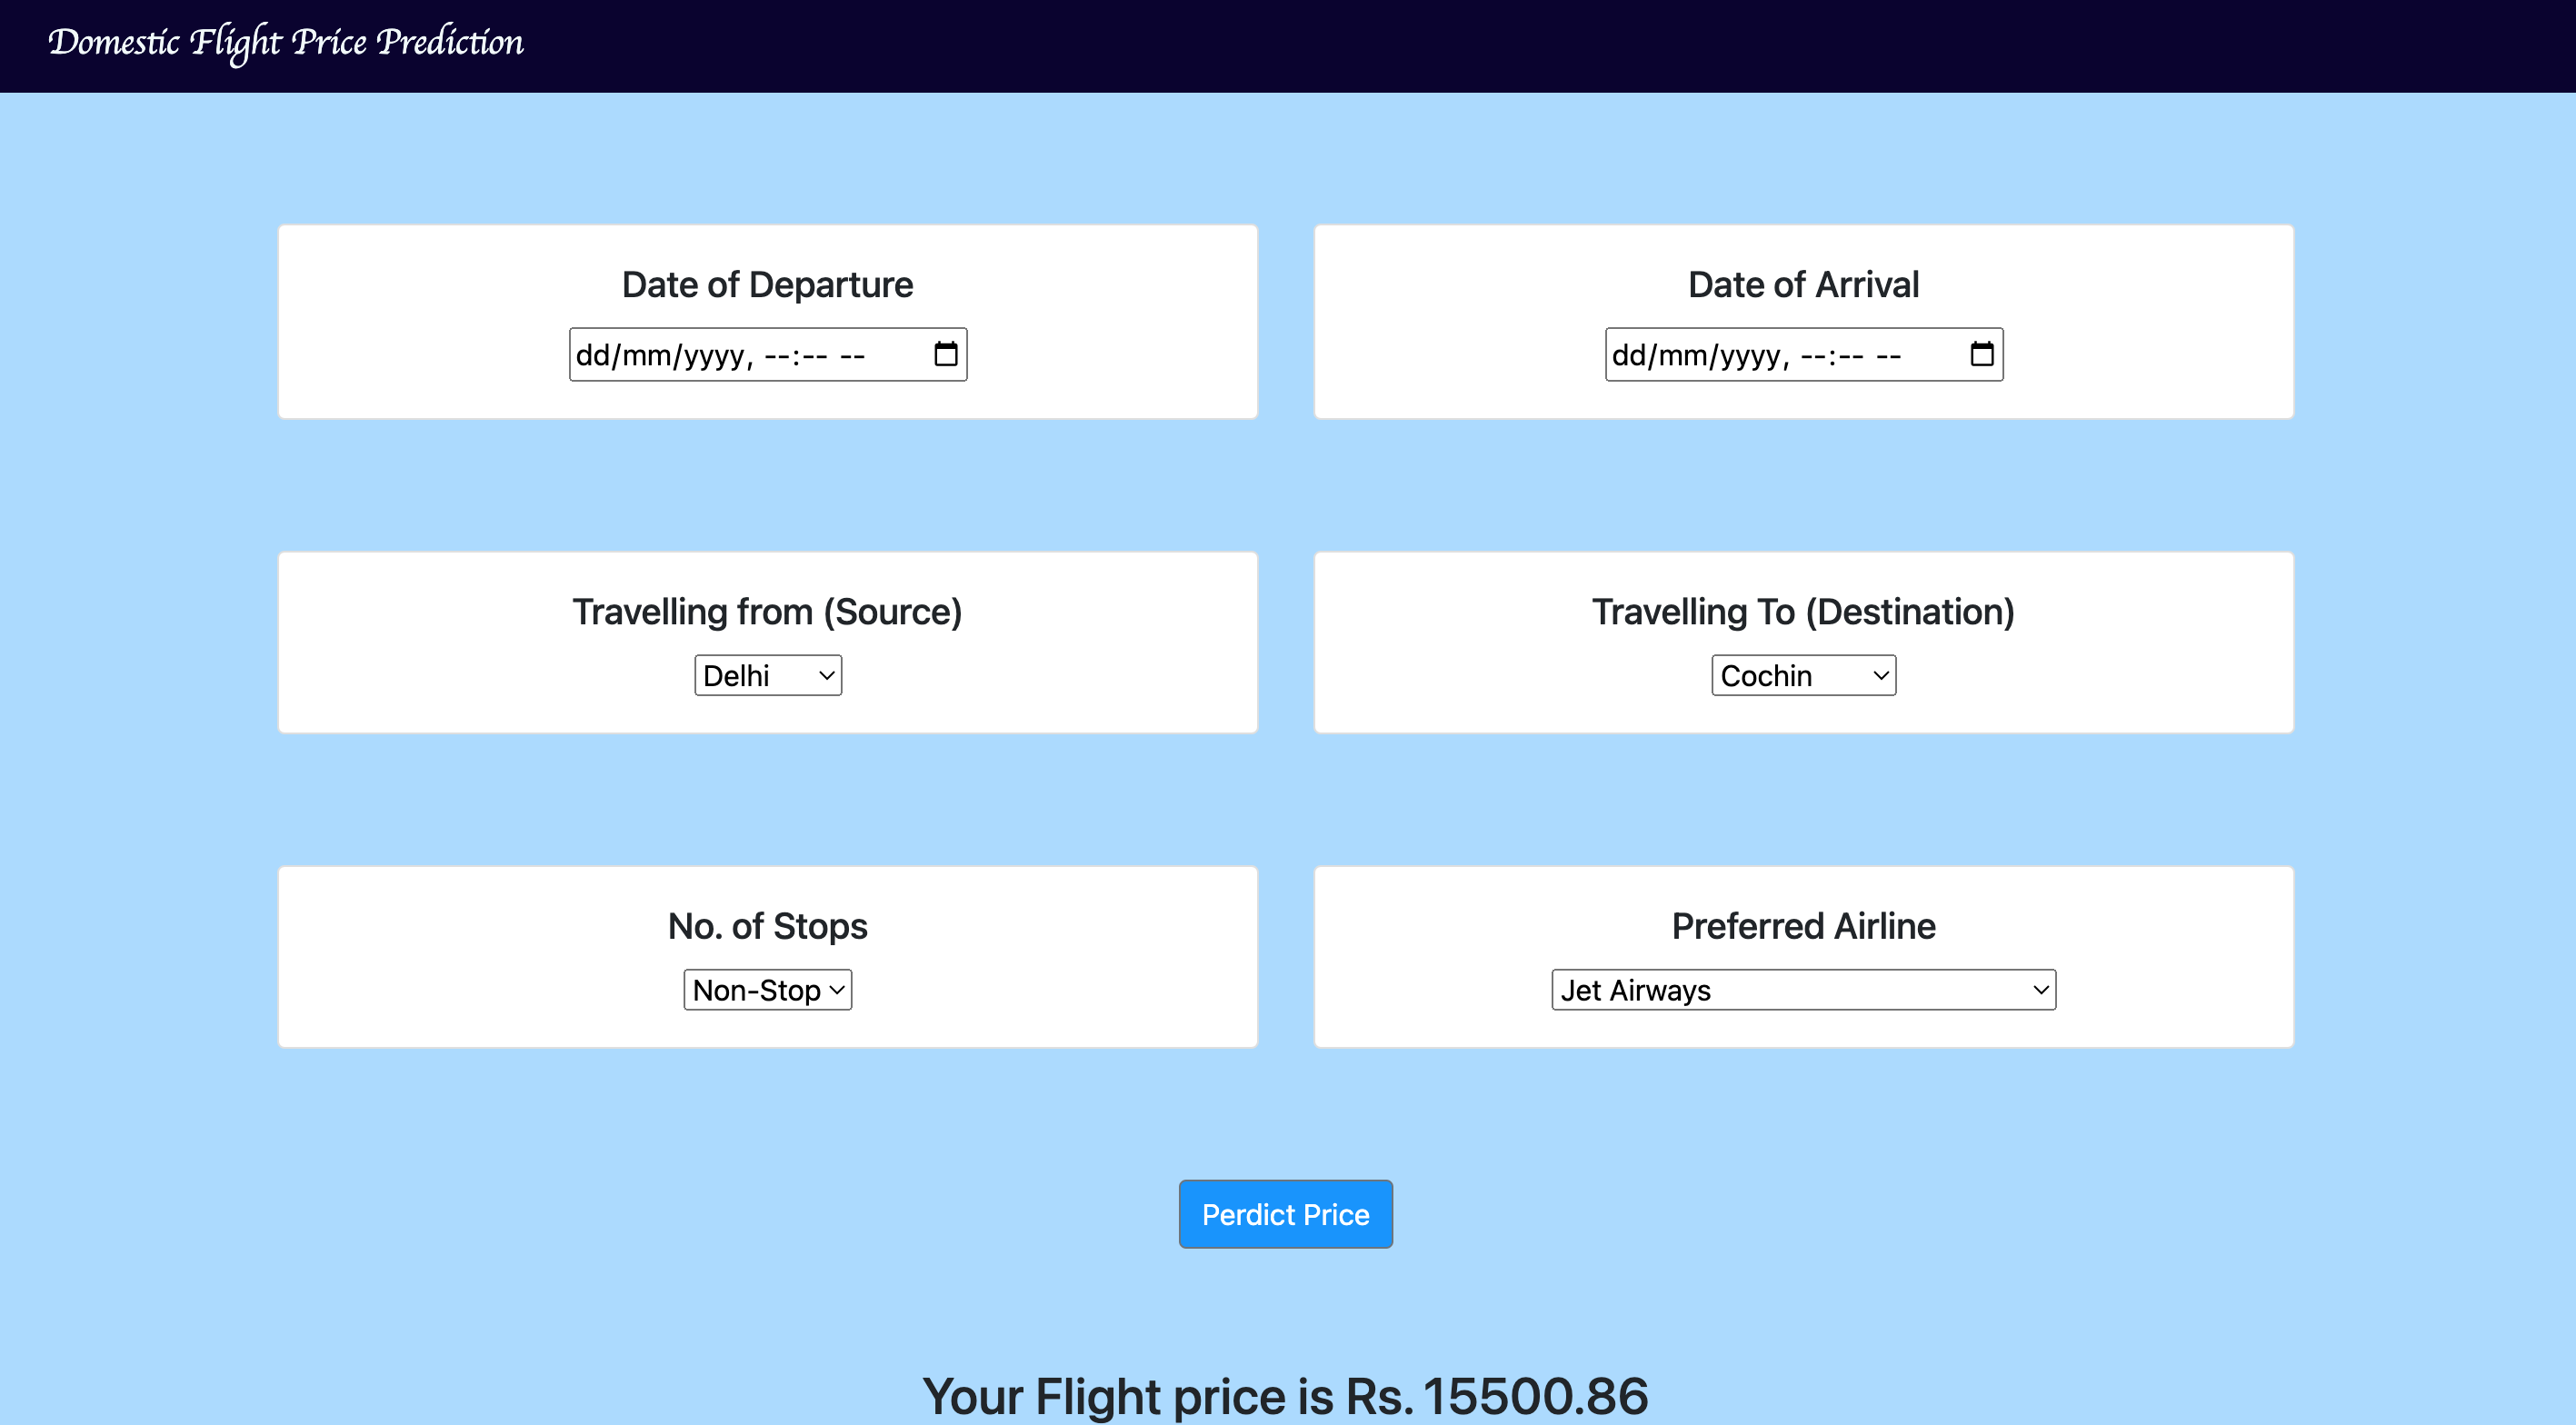 Domestic Flight Price Prediction
Date of Departure
Date of Arrival
dd/mm/yyyy, --:-- --
dd/mm/yyyy, --:-- --
Travelling from (Source)
Travelling To (Destination)
Delhi
Cochin
No. of Stops
Preferred Airline
Non-Stop
Jet Airways
Perdict Price
Your Flight price is Rs. 15500.86